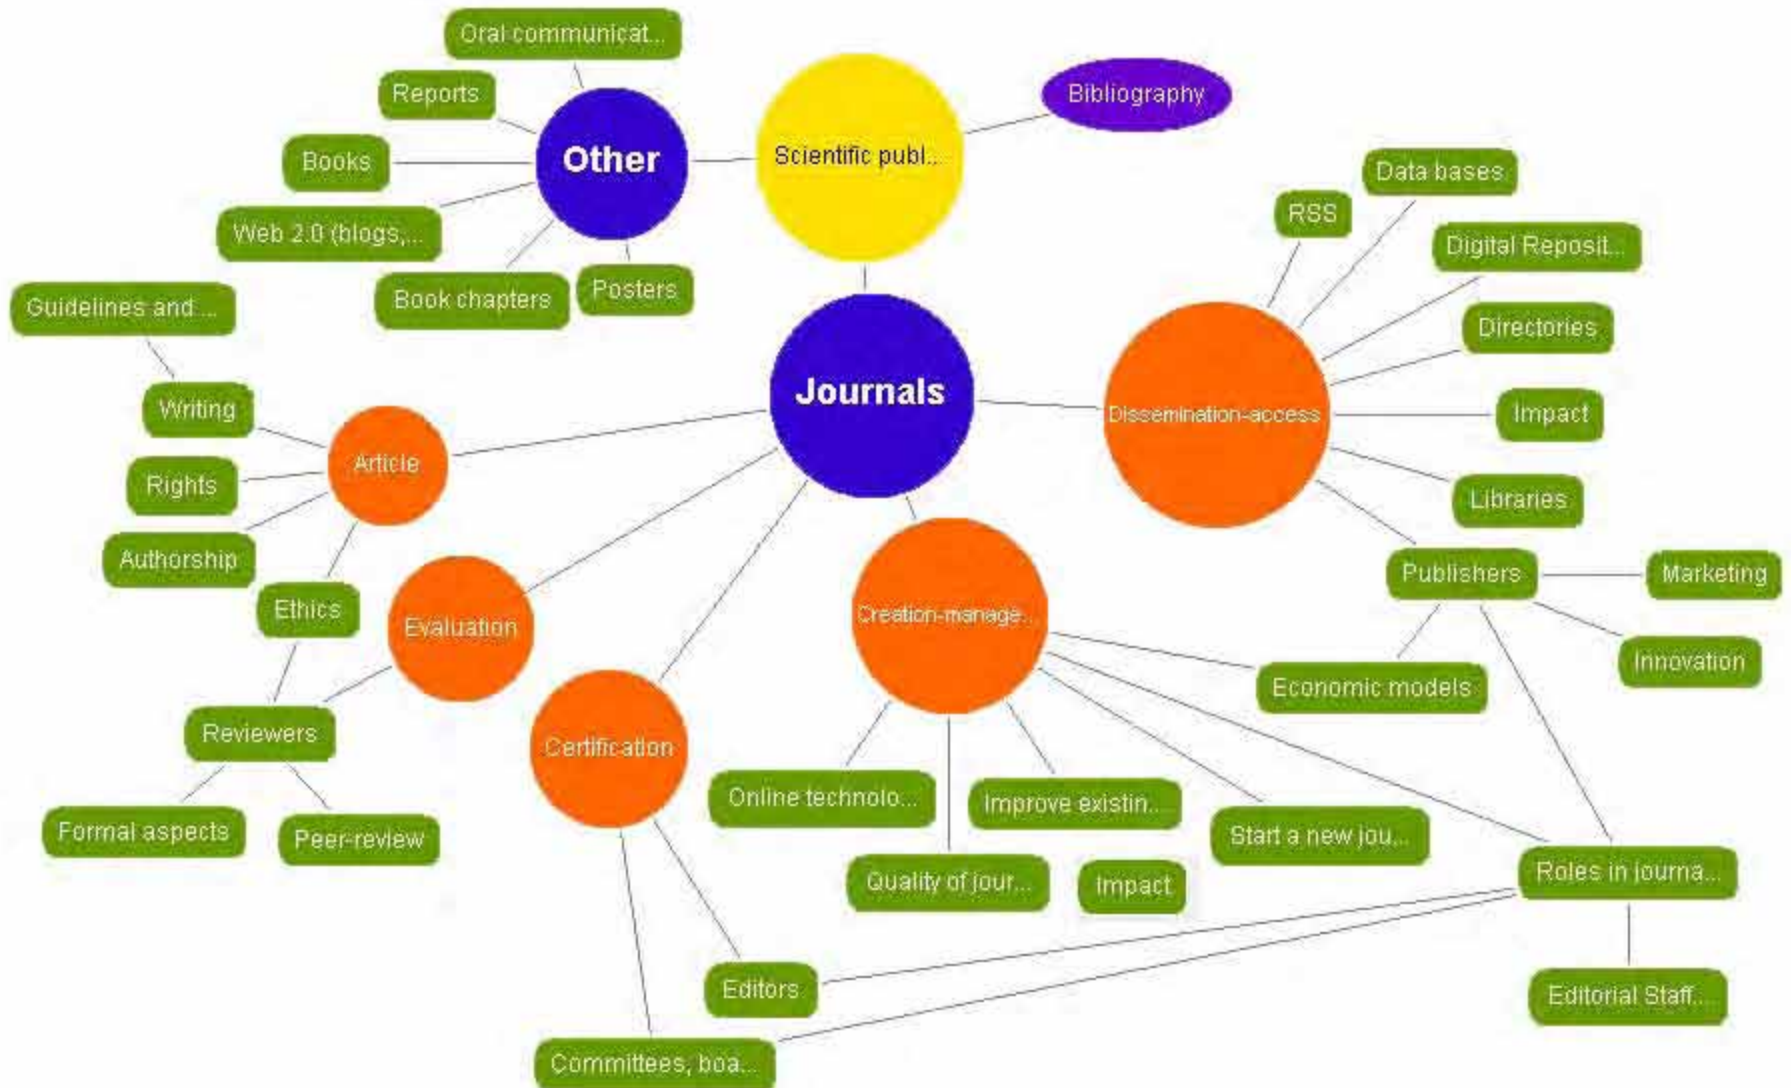 Oral communicat...
Reports
Bibliography
Other
Scientific publ...
Books
Data bases
RSS
Web 2.0 (blogs,...
Digital Reposit...
Book chapters
Posters
Guidelines and ...
Directories
Journals
Writing
Dissemination-access
Impact
Article
Rights
Libraries
Authorship
Publishers
Marketing
Ethics
Evaluation
Creation-manage...
Innovation
Economic models
Reviewers
Certification
Online technolo...
Improve existin...
Formal aspects
Peer-review
Start a new jou...
Quality of jour...
Impact
Roles in journa...
Editors
Editorial Staff....
Committees, boa...